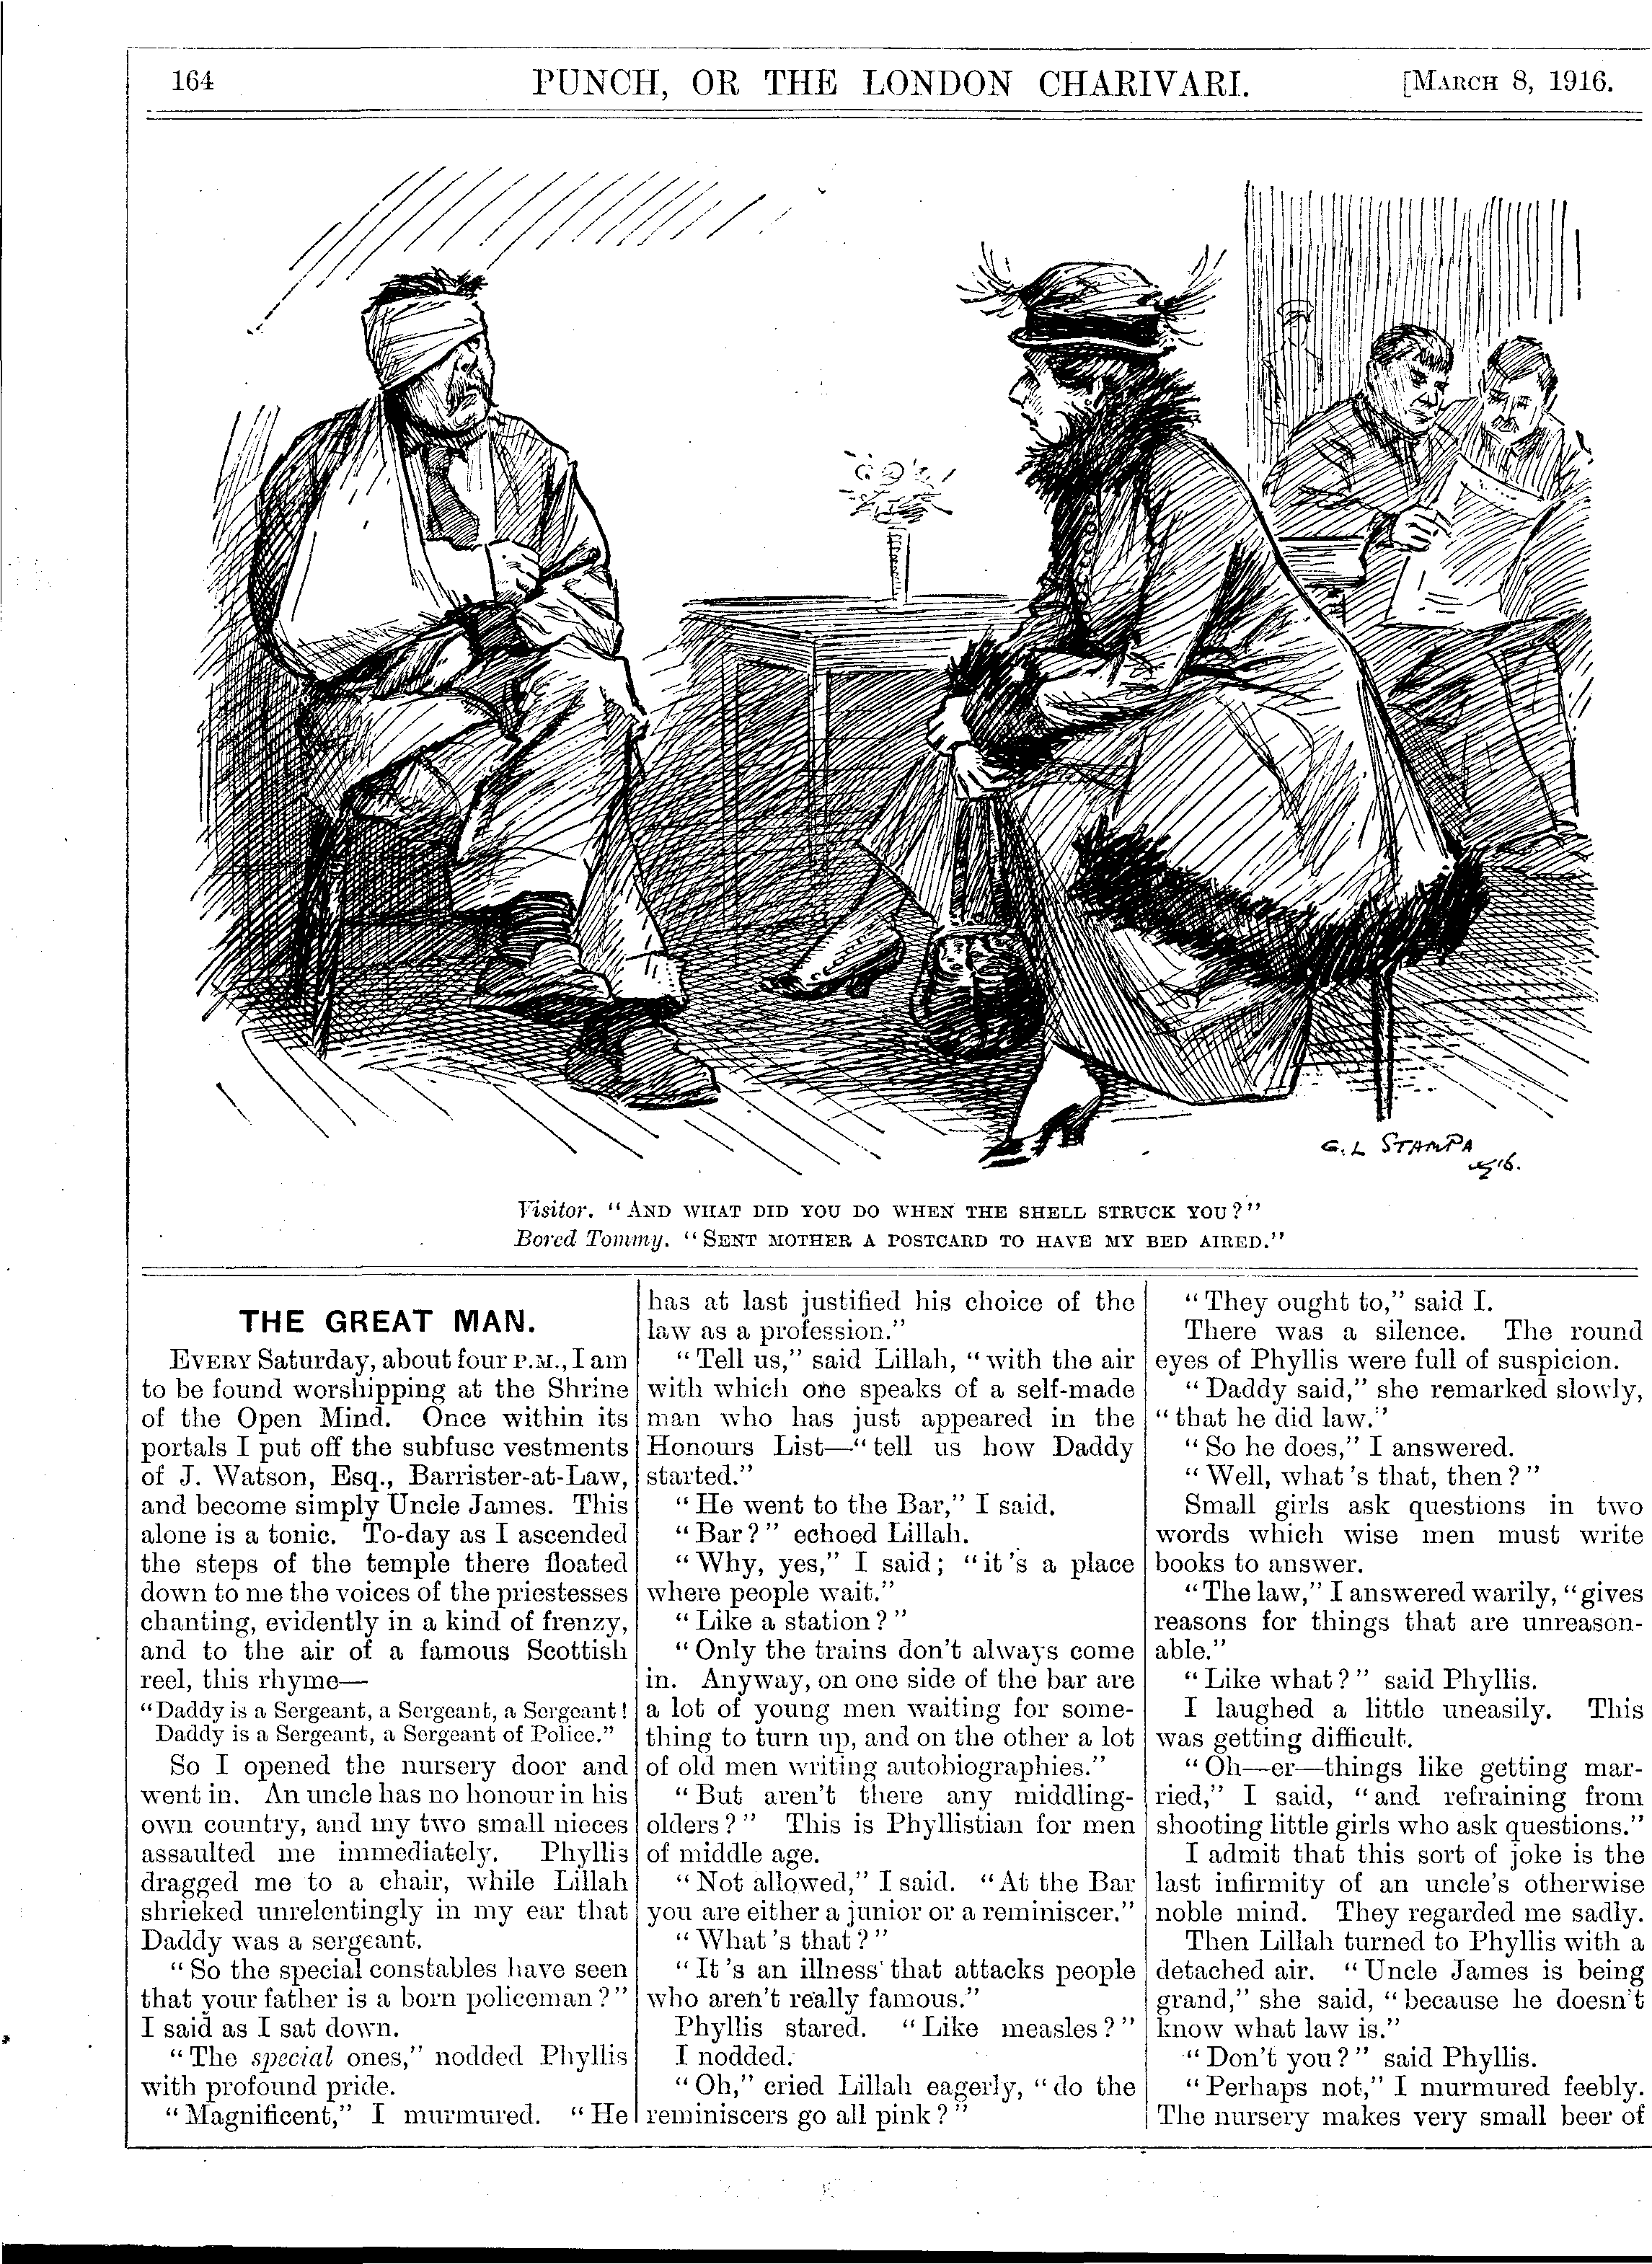 164
PUNCH, OR THE LONDON CHARIVARI.
[MARCH 8, 1916.
G. L STAMPA
'16.
Visitor. "AND WHAT DID YOU DO WHEN THE SHELL STRUCK YOU?"
Bored Tommy. "SENT MOTHER A POSTCARD TO HAVE MY BED AIRED."
THE GREAT MAN.
EVERY Saturday, about four P.M., I am
to be found worshipping at the Shrine
of the Open Mind. Once within its
portals I put off the subfusc vestments
of J. Watson, Esq., Barrister-at-Law,
and become simply Uncle James. This
alone is a tonic. To-day as I ascended
the steps of the temple there floated
down to me the voices of the priestesses
chanting, evidently in a kind of frenzy,
and to the air of a famous Scottish
reel, this rhyme—
"Daddy is a Sergeant, a Sergeant, a Sergeant!
Daddy is a Sergeant, a Sergeant of Police."
So I opened the nursery door and
went in. An uncle has no honour in his
own country, and my two small nieces
assaulted me immediately. Phyllis
dragged me to a chair, while Lillah
shrieked unrelentingly in my ear that
Daddy was a sergeant.
"So the special constables have seen
that your father is a born policeman?"
I said as I sat down.
"The special ones," nodded Phyllis
with profound pride.
"Magnificent," I murmured. "He
has at last justified his choice of the
law as a profession."
"Tell us," said Lillah, "with the air
with which one speaks of a self-made
man who has just appeared in the
Honours List—"tell us how Daddy
started."
"He went to the Bar," I said.
"Bar?" echoed Lillah.
"Why, yes," I said; "it's a place
where people wait."
"Like a station?"
"Only the trains don't always come
in. Anyway, on one side of the bar are
a lot of young men waiting for some-
thing to turn up, and on the other a lot
of old men writing autobiographies."
"But aren't there any middling-
olders?" This is Phyllistian for men
of middle age.
"Not allowed," I said. "At the Bar
you are either a junior or a reminiscer."
"What's that?"
"It's an illness that attacks people
who aren't really famous."
Phyllis stared. "Like measles?"
I nodded.
"Oh," cried Lillah eagerly, "do the
reminiscers go all pink?"
"They ought to," said I.
There was a silence. The round
eyes of Phyllis were full of suspicion.
"Daddy said," she remarked slowly,
"that he did law."
"So he does," I answered.
"Well, what's that, then?"
Small girls ask questions in two
words which wise men must write
books to answer.
"The law," I answered warily, "gives
reasons for things that are unreason-
able."
"Like what?" said Phyllis.
I laughed a little uneasily. This
was getting difficult.
"Oh—er—things like getting mar-
ried," I said, "and refraining from
shooting little girls who ask questions."
I admit that this sort of joke is the
last infirmity of an uncle's otherwise
noble mind. They regarded me sadly.
Then Lillah turned to Phyllis with a
detached air. "Uncle James is being
grand," she said, "because he doesn't
know what law is."
"Don't you?" said Phyllis.
"Perhaps not," I murmured feebly.
The nursery makes very small beer of